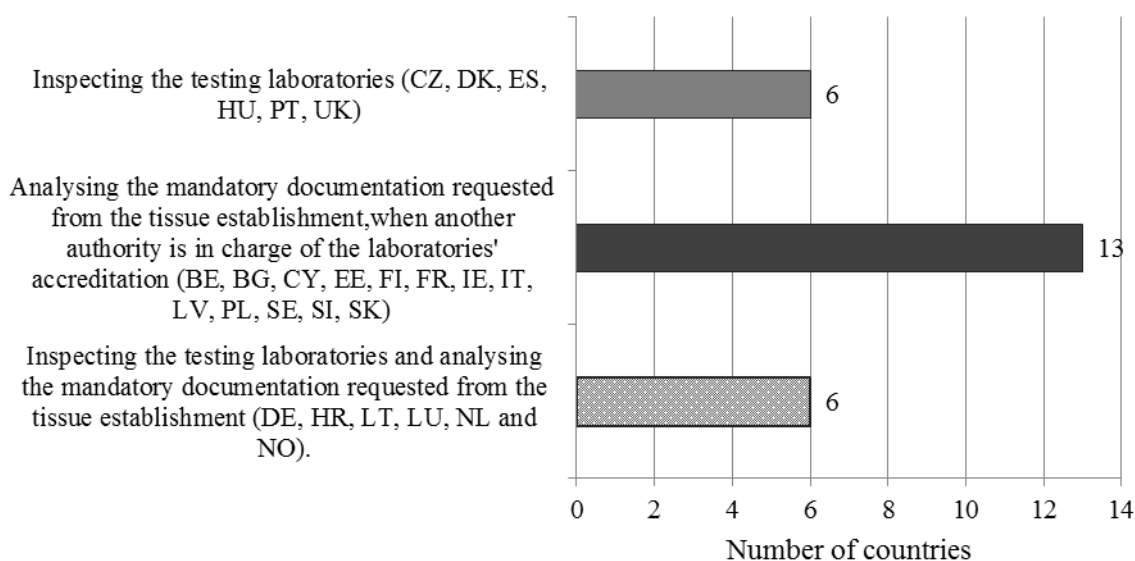 Inspecting the testing laboratories (CZ, DK, ES,
HU, PT, UK)
6
Analysing the mandatory documentation requested
from the tissue establishment,when another
authority is in charge of the laboratories'
accreditation (BE, BG, CY, EE, FI, FR, IE, IT,
LV, PL, SE, SI, SK)
13
Inspecting the testing laboratories and analysing
the mandatory documentation requested from the
tissue establishment (DE, HR, LT, LU, NL and
NO).
6
0 2 4 6 8 10 12 14
Number of countries